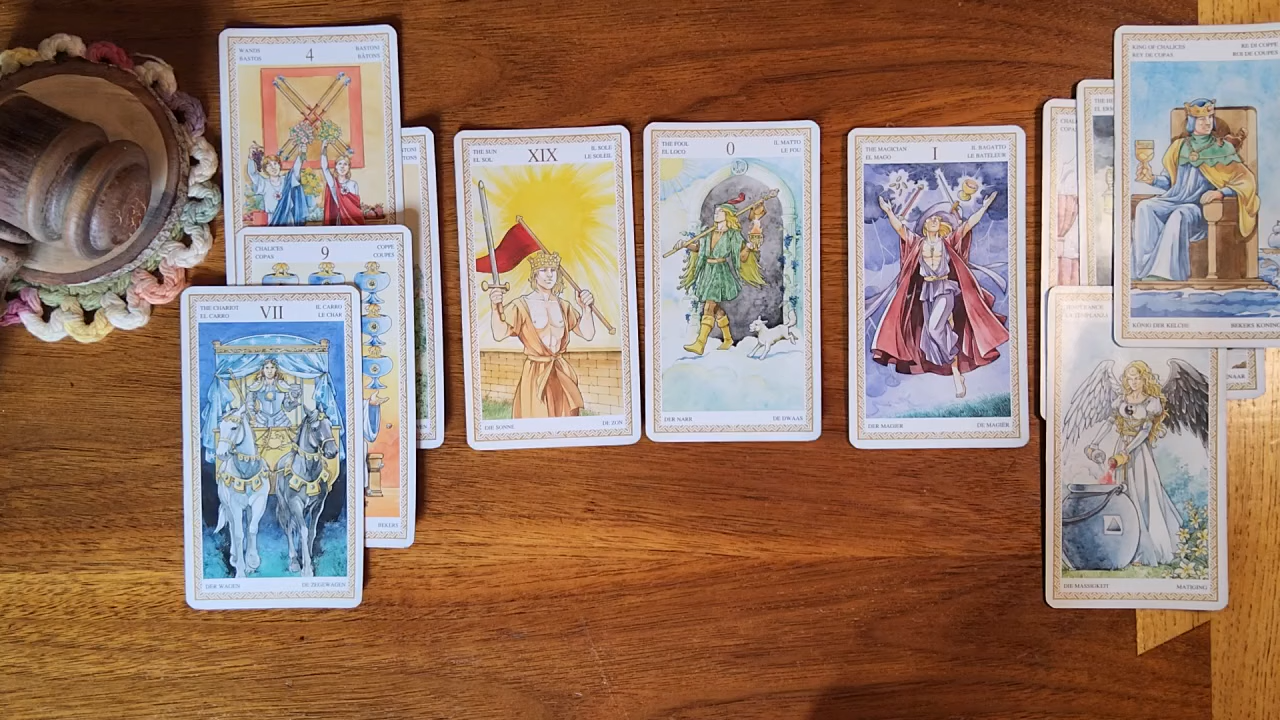 WANDS
BASTOS
4
BASTONI
BÂTONS
CHALICES
COPAS
9
COPPE
COUPES
BEKERS
THE CHARIOT
EL CARRO
VII
IL CARRO
LE CHAR
DER WAGEN
DE ZEGEWAGEN
THE SUN
EL SOL
XIX
IL SOLE
LE SOLEIL
DIE SONNE
DE ZON
THE FOOL
EL LOCO
0
IL MATTO
LE FOU
DER NARR
DE DWAAS
THE MAGICIAN
EL MAGO
I
IL BAGATTO
LE BATELEUR
DER MAGIER
DE MAGIËR
KING OF CHALICES
REY DE COPAS
RE DI COPPE
ROI DE COUPES
KÖNIG DER KELCHE
BEKERS KONING
DIE MASSIGKEIT
MATIGING